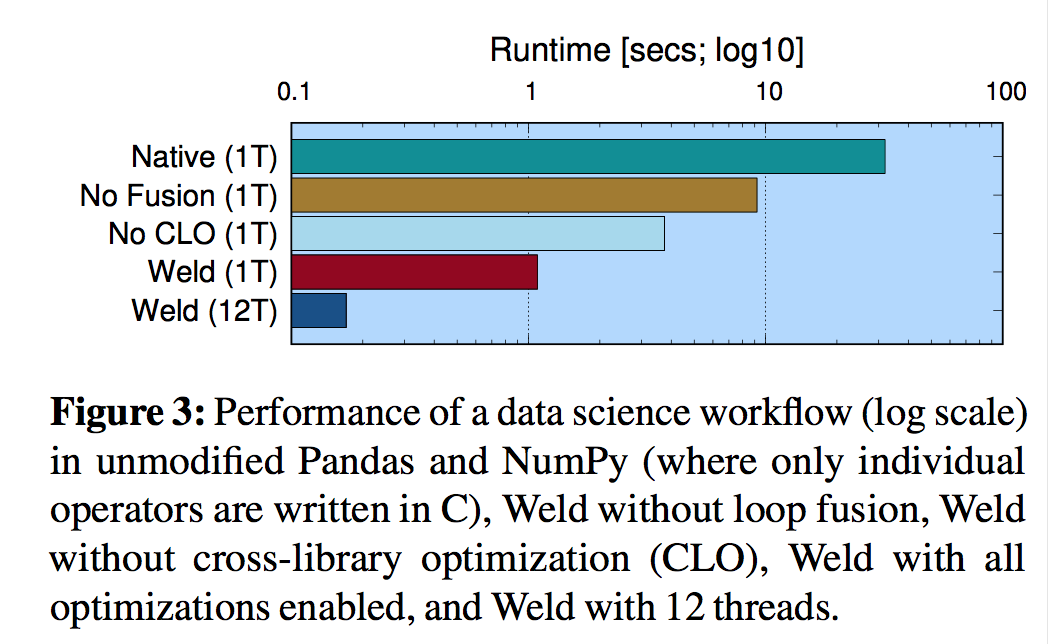 Runtime [secs; log10]
0.1 1 10 100
Native (1T)
No Fusion (1T)
No CLO (1T)
Weld (1T)
Weld (12T)
Figure 3: Performance of a data science workflow (log scale)
in unmodified Pandas and NumPy (where only individual
operators are written in C), Weld without loop fusion, Weld
without cross-library optimization (CLO), Weld with all
optimizations enabled, and Weld with 12 threads.